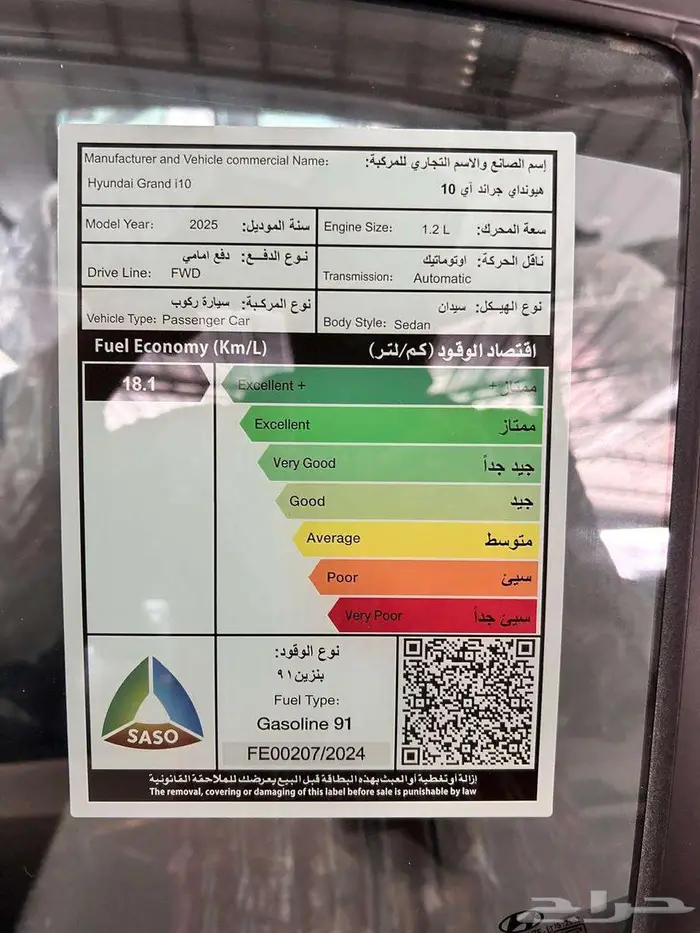 Manufacturer and Vehicle commercial Name: إسم الصانع والاسم التجاري للمركبة:
Hyundai Grand i10 هيونداي جراند آي 10
Model Year: 2025 سنة الموديل:
Engine Size: 1.2 L سعة المحرك:
نوع الدفع: دفع امامي
Drive Line: FWD
ناقل الحركة: اوتوماتيك
Transmission: Automatic
نوع المركبة: سيارة ركوب
Vehicle Type: Passenger Car
نوع الهيكل: سيدان
Body Style: Sedan
Fuel Economy (Km/L) اقتصاد الوقود (كم/لتر)
18.1
Excellent + ممتاز +
Excellent ممتاز
Very Good جيد جداً
Good جيد
Average متوسط
Poor سيئ
Very Poor سيئ جداً
SASO
نوع الوقود:
بنزين ٩١
Fuel Type:
Gasoline 91
FE00207/2024
إزالة أو تغطية أو العبث بهذه البطاقة قبل البيع يعرضك للملاحقة القانونية
The removal, covering or damaging of this label before sale is punishable by law
حراج